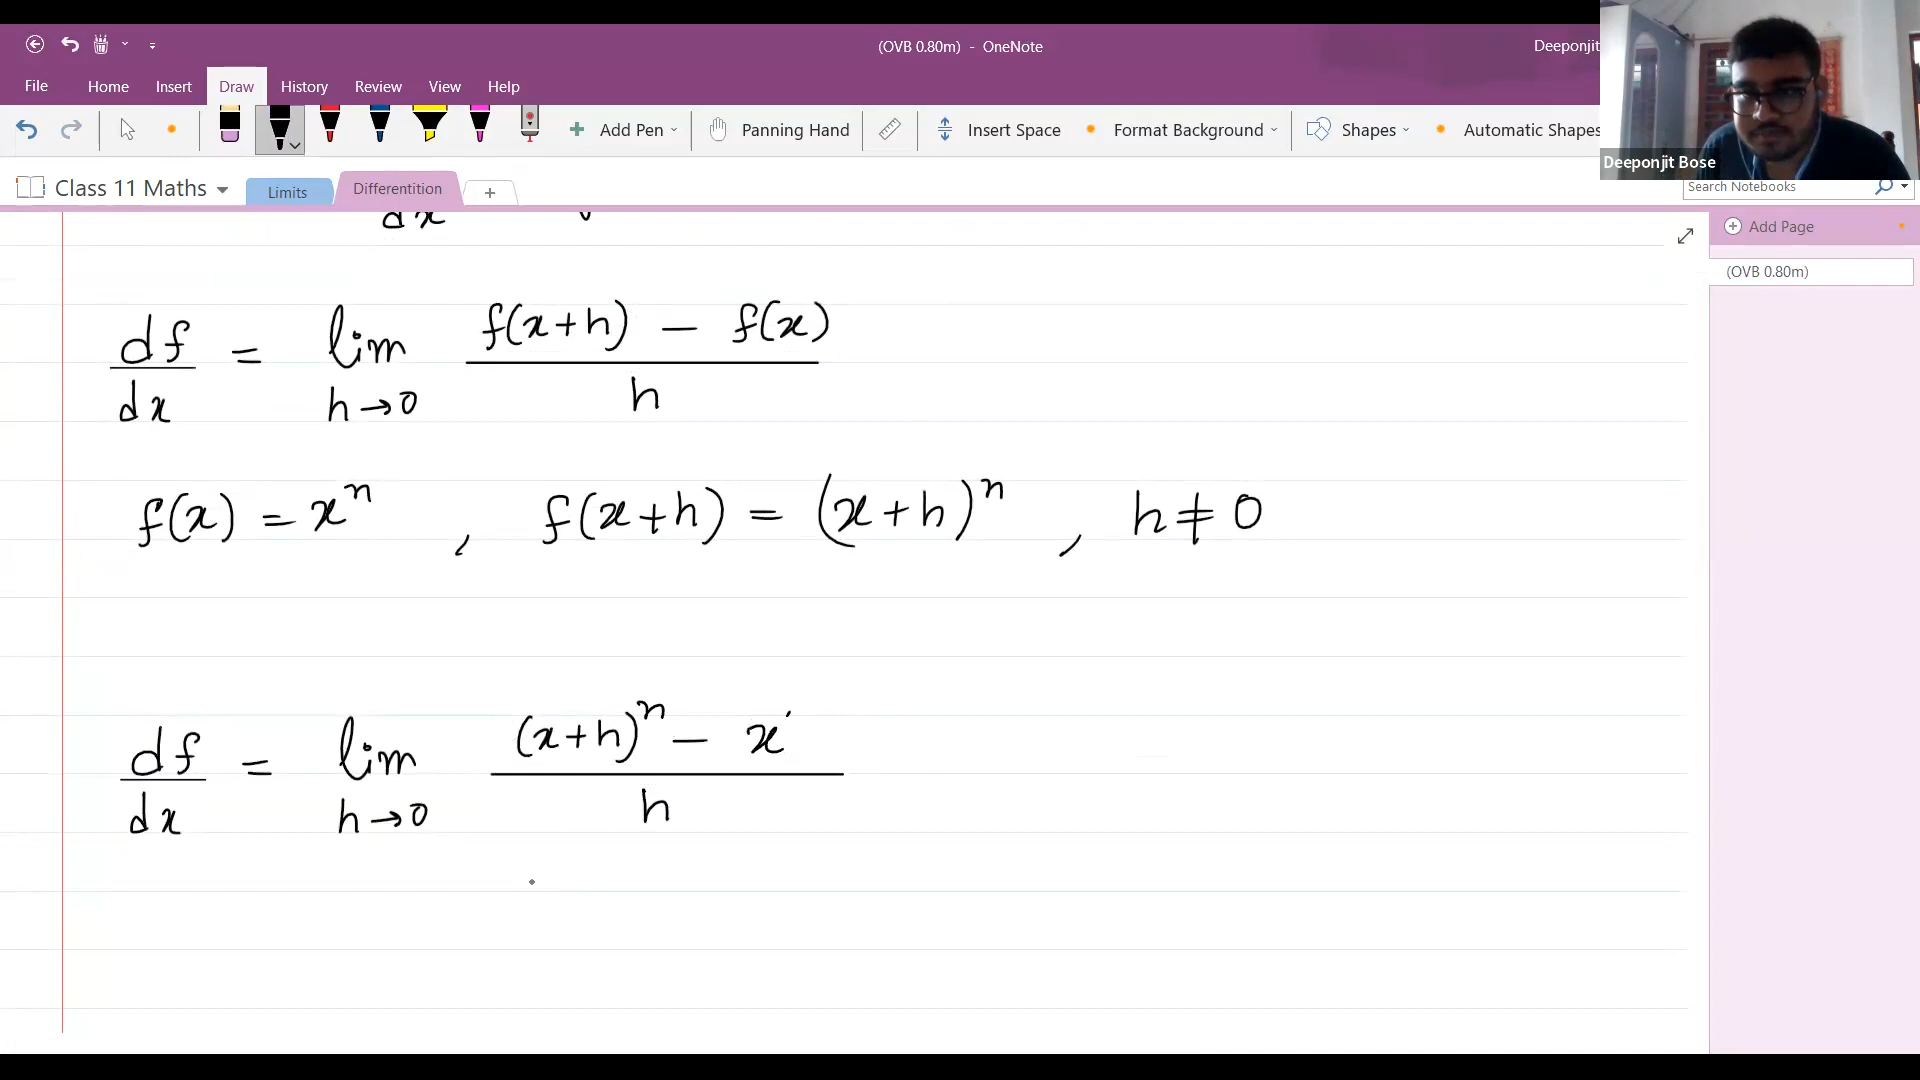 (OVB 0.80m) - OneNote
Deeponjit
File Home Insert Draw History Review View Help
Add Pen Panning Hand Insert Space Format Background Shapes Automatic Shapes
Deeponjit Bose
Class 11 Maths Limits Differentition +
Search Notebooks
Add Page
(OVB 0.80m)
dx
df/dx = lim h→0 (f(x+h) − f(x))/h
f(x) = xⁿ , f(x+h) = (x+h)ⁿ , h ≠ 0
df/dx = lim h→0 ((x+h)ⁿ − x)/h